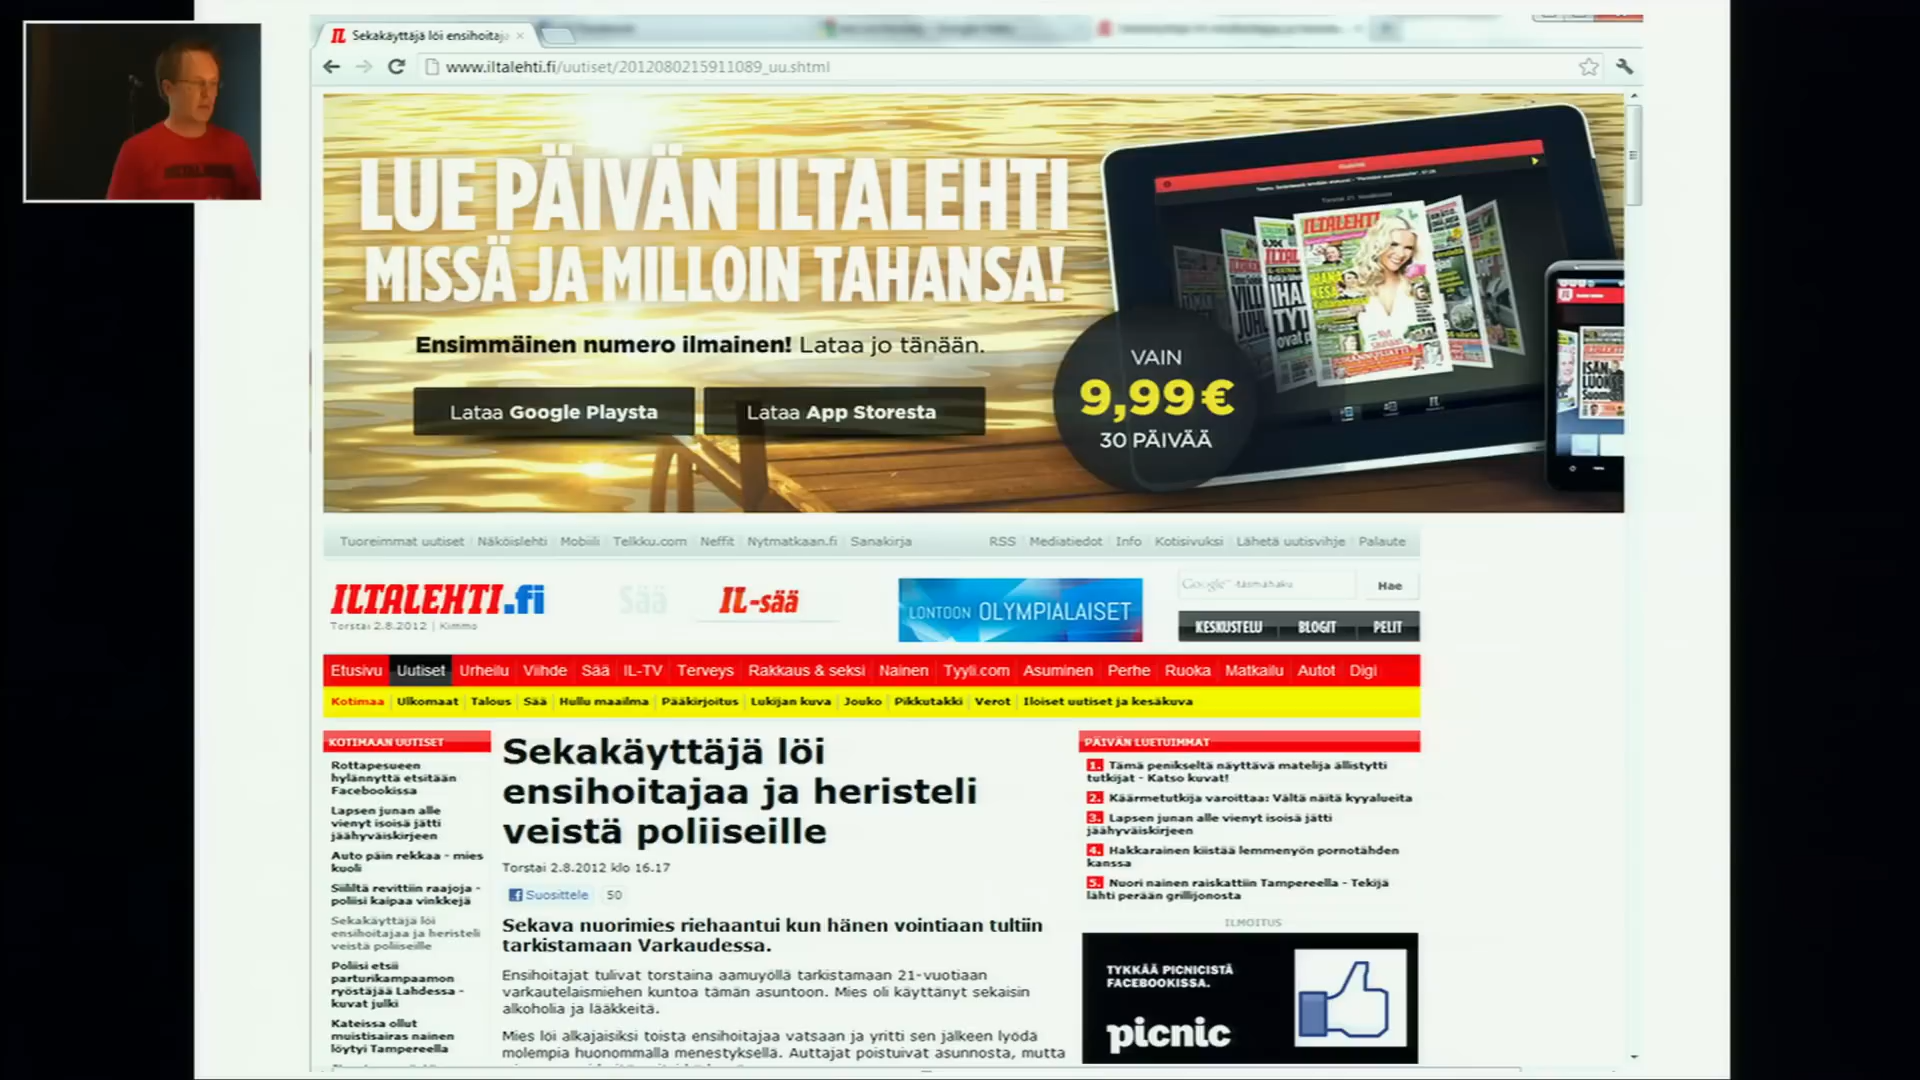 Sekakäyttäjä löi ensihoitaja
www.iltalehti.fi/uutiset/2012080215911089_uu.shtml
LUE PÄIVÄN ILTALEHTI
MISSÄ JA MILLOIN TAHANSA!
Ensimmäinen numero ilmainen! Lataa jo tänään.
Lataa Google Playsta
Lataa App Storesta
VAIN
9,99 €
30 PÄIVÄÄ
ILTALEHTI
Tuoreimmat uutiset Näköislehti Mobiili Telkku.com Neffit Nytmatkaan.fi Sanakirja
RSS Mediatiedot Info Kotisivuksi Lähetä uutisvihje Palaute
ILTALEHTI.fi
Torstai 2.8.2012 | Kimmo
Sää
IL-sää
LONTOON OLYMPIALAISET
Google™ -täsmähaku
Hae
KESKUSTELU BLOGIT PELIT
Etusivu Uutiset Urheilu Viihde Sää IL-TV Terveys Rakkaus & seksi Nainen Tyyli.com Asuminen Perhe Ruoka Matkailu Autot Digi
Kotimaa Ulkomaat Talous Sää Hullu maailma Pääkirjoitus Lukijan kuva Jouko Pikkutakki Verot Iloiset uutiset ja kesäkuva
KOTIMAAN UUTISET
Rottapesueen
hylännyttä etsitään
Facebookissa
Lapsen junan alle
vienyt isoisä jätti
jäähyväiskirjeen
Auto päin rekkaa - mies
kuoli
Siililtä revittiin raajoja -
poliisi kaipaa vinkkejä
Sekakäyttäjä löi
ensihoitajaa ja heristeli
veistä poliiseille
Poliisi etsii
parturikampaamon
ryöstäjää Lahdessa -
kuvat julki
Kateissa ollut
muistisairas nainen
löytyi Tampereella
Sekakäyttäjä löi
ensihoitajaa ja heristeli
veistä poliiseille
Torstai 2.8.2012 klo 16.17
Suosittele 50
Sekava nuorimies riehaantui kun hänen vointiaan tultiin
tarkistamaan Varkaudessa.
Ensihoitajat tulivat torstaina aamuyöllä tarkistamaan 21-vuotiaan
varkautelaismiehen kuntoa tämän asuntoon. Mies oli käyttänyt sekaisin
alkoholia ja lääkkeitä.
Mies löi alkajaisiksi toista ensihoitajaa vatsaan ja yritti sen jälkeen lyödä
molempia huonommalla menestyksellä. Auttajat poistuivat asunnosta, mutta
PÄIVÄN LUETUIMMAT
1. Tämä penikseltä näyttävä matelija ällistytti
tutkijat - Katso kuvat!
2. Käärmetutkija varoittaa: Vältä näitä kyyalueita
3. Lapsen junan alle vienyt isoisä jätti
jäähyväiskirjeen
4. Hakkarainen kiistää lemmenyön pornotähden
kanssa
5. Nuori nainen raiskattiin Tampereella - Tekijä
lähti perään grillijonosta
ILMOITUS
TYKKÄÄ PICNICISTÄ
FACEBOOKISSA.
picnic